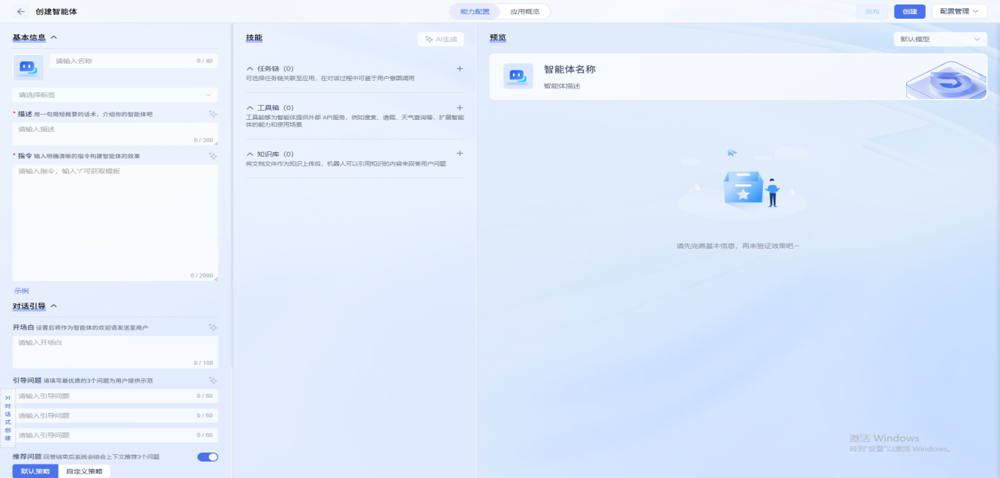 创建智能体
能力配置
应用概览
发布
创建
配置管理
基本信息
请输入名称
0 / 40
请选择标签
* 描述 用一句简短概要的话术，介绍你的智能体吧
请输入描述
0 / 300
* 指令 输入明确清晰的指令构建智能体的效果
请输入指令，输入"/"可获取模板
0 / 2000
示例
对话引导
开场白 设置后将作为智能体的欢迎语发送至用户
请输入开场白
0 / 100
引导问题 请填写最优质的3个问题为用户提供示范
请输入引导问题
0 / 60
请输入引导问题
0 / 60
请输入引导问题
0 / 60
对话式创建
推荐问题 回答结束后系统会结合上下文推荐3个问题
默认策略
自定义策略
技能
AI生成
任务链（0）
可选择任务链关联至应用，在对话过程中可基于用户意图调用
工具箱（0）
工具能够为智能体提供外部 API服务，例如搜索、请假、天气查询等，扩展智能
体的能力和使用场景
知识库（0）
将文档文件作为知识上传后，机器人可以引用知识的内容来回答用户问题
预览
默认模型
智能体名称
智能体描述
请先完善基本信息，再来验证效果吧～
激活 Windows
转到"设置"以激活 Windows。